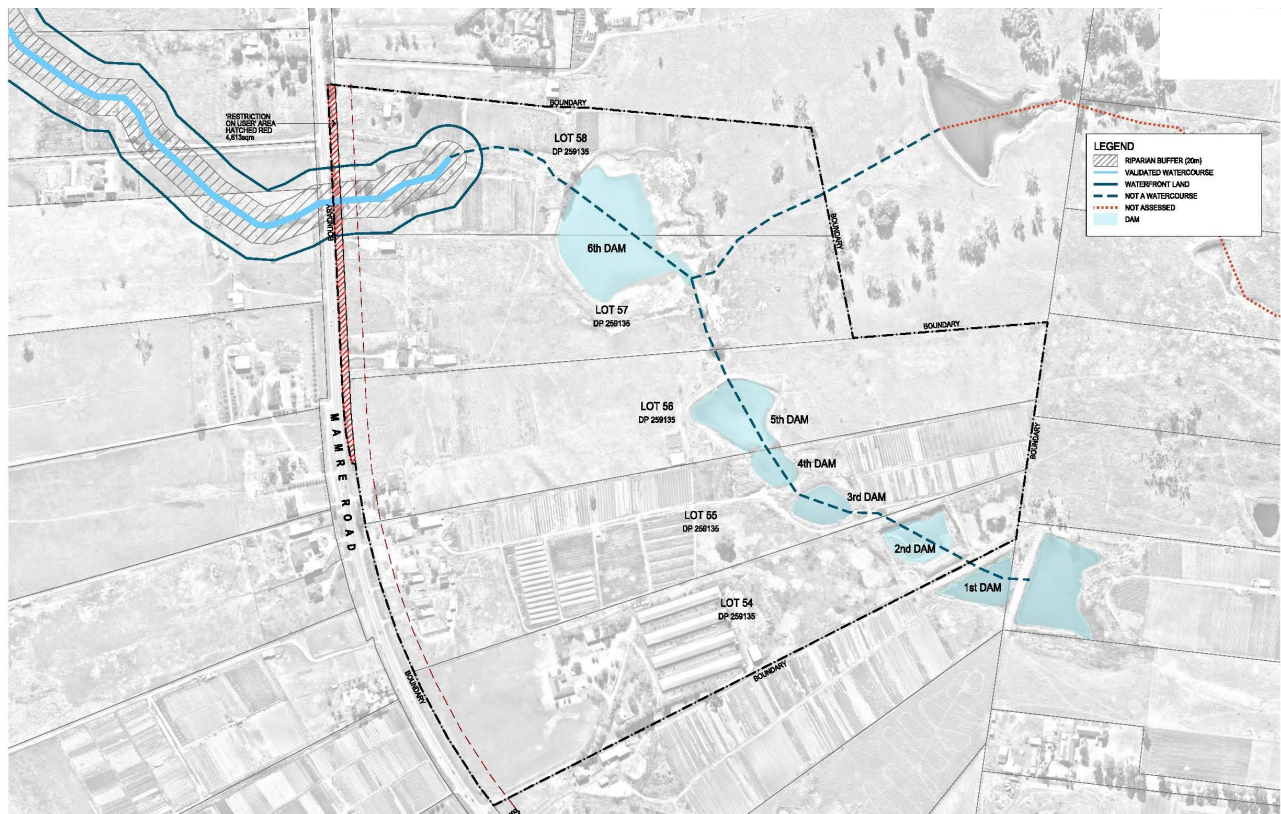 BOUNDARY
'RESTRICTION
ON USER' AREA
HATCHED RED
4,613sqm
LOT 58
DP 259135
LEGEND
RIPARIAN BUFFER (20m)
VALIDATED WATERCOURSE
WATERFRONT LAND
NOT A WATERCOURSE
NOT ASSESSED
DAM
BOUNDARY
BOUNDARY
6th DAM
LOT 57
DP 259135
BOUNDARY
LOT 56
DP 259135
5th DAM
MAMRE ROAD
BOUNDARY
4th DAM
3rd DAM
LOT 55
DP 259135
2nd DAM
1st DAM
LOT 54
DP 259135
BOUNDARY
BOUNDARY